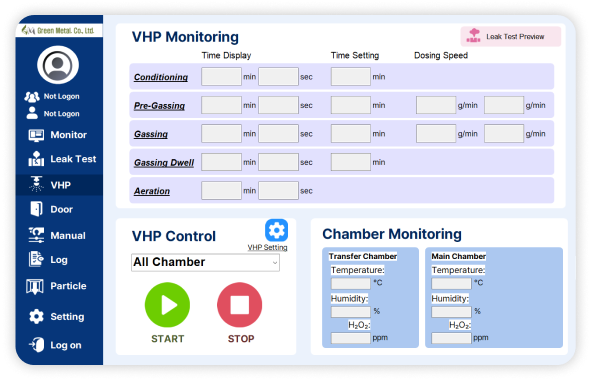 Green Metal. Co., Ltd.
Not Logon
Not Logon
Monitor
Leak Test
VHP
Door
Manual
Log
Particle
Setting
Log on
VHP Monitoring
Leak Test Preview
Time Display Time Setting Dosing Speed
Conditioning min sec min
Pre-Gassing min sec min g/min g/min
Gassing min sec min g/min g/min
Gassing Dwell min sec min
Aeration min sec
VHP Control
VHP Setting
All Chamber
START STOP
Chamber Monitoring
Transfer Chamber
Temperature:
°C
Humidity:
%
H₂O₂:
ppm
Main Chamber
Temperature:
°C
Humidity:
%
H₂O₂:
ppm